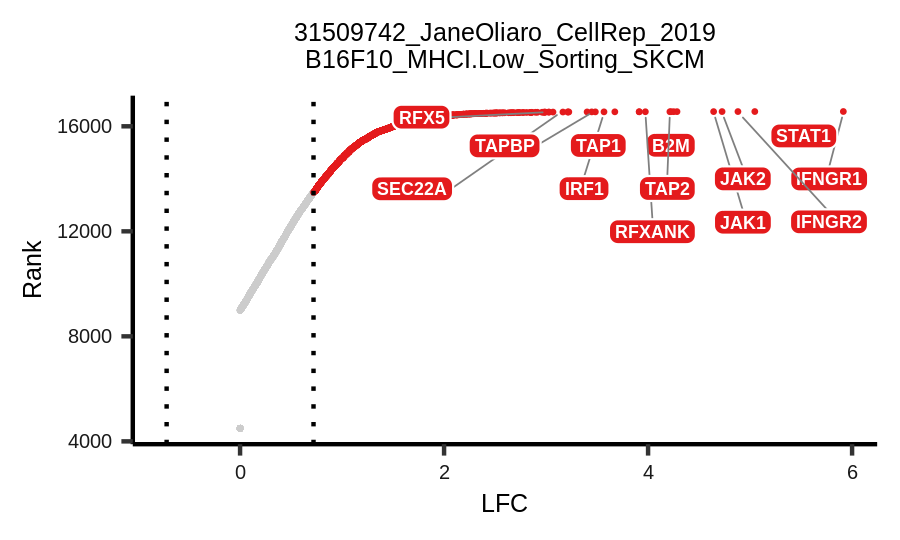 31509742_JaneOliaro_CellRep_2019
B16F10_MHCI.Low_Sorting_SKCM
Rank
16000
12000
8000
4000
RFX5
TAPBP
TAP1
B2M
STAT1
SEC22A
IRF1
TAP2
JAK2
IFNGR1
RFXANK
JAK1
IFNGR2
0
2
4
6
LFC